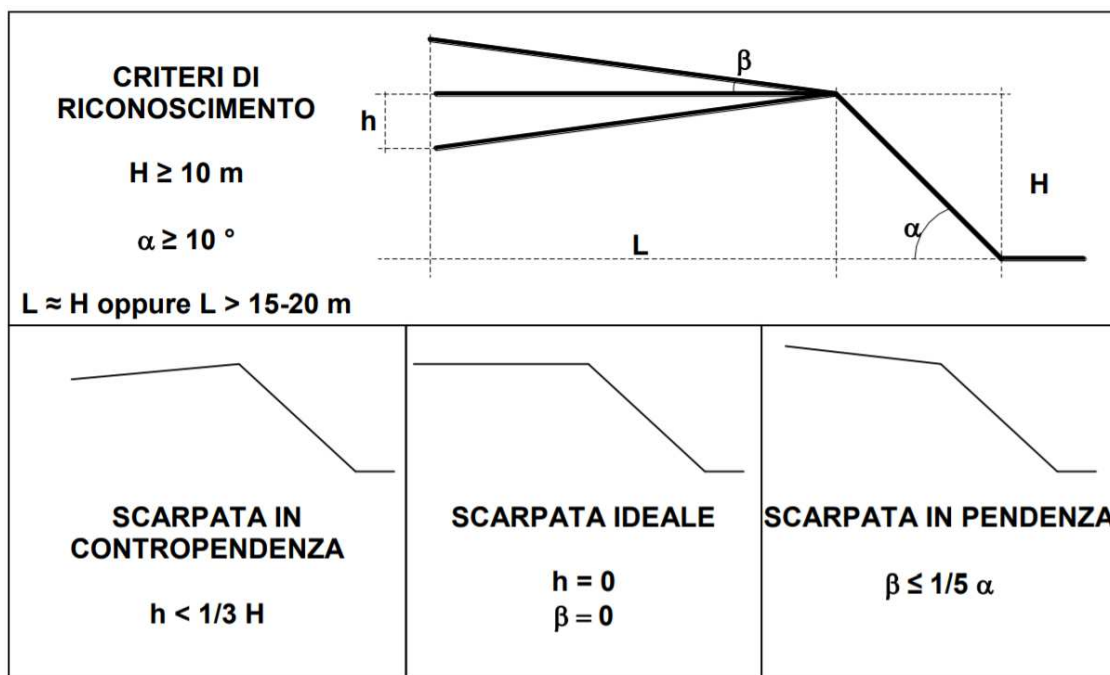 CRITERI DI
RICONOSCIMENTO
H ≥ 10 m
α ≥ 10 °
L ≈ H oppure L > 15-20 m
β
h
H
α
L
SCARPATA IN
CONTROPENDENZA
h < 1/3 H
SCARPATA IDEALE
h = 0
β = 0
SCARPATA IN PENDENZA
β ≤ 1/5 α